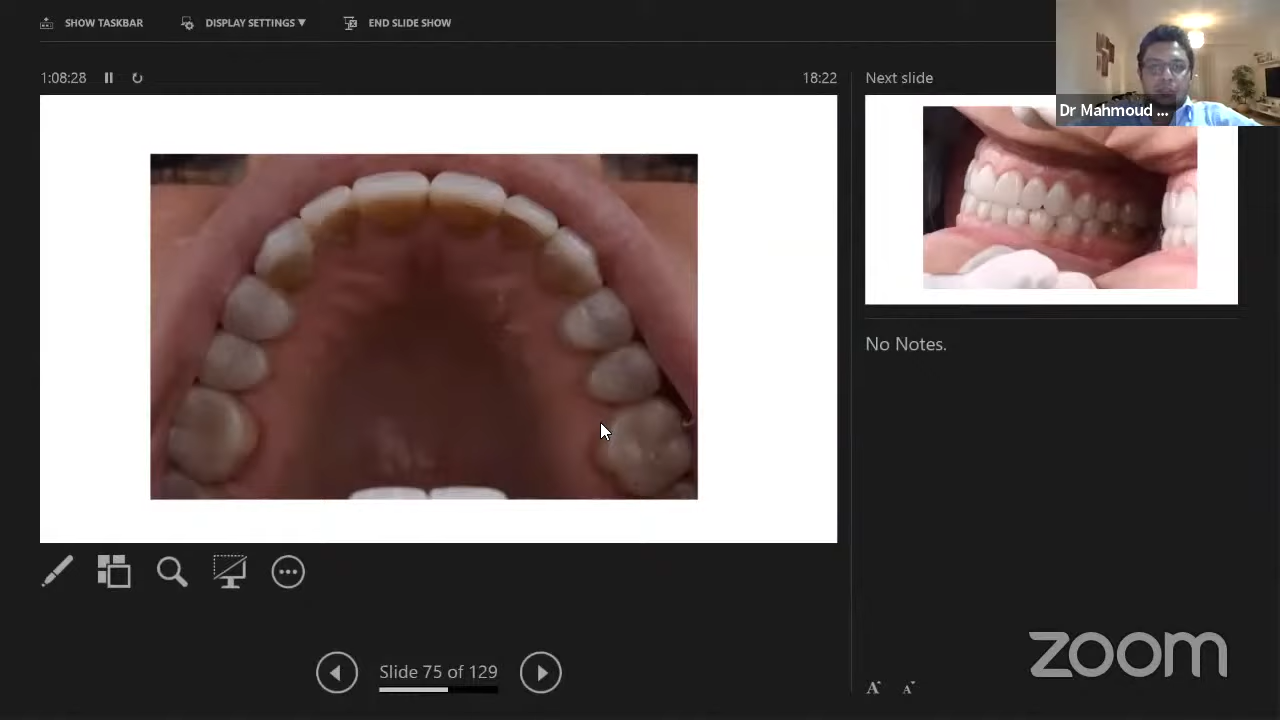 SHOW TASKBAR
DISPLAY SETTINGS ▼
END SLIDE SHOW
1:08:28
18:22
Next slide
Dr Mahmoud ...
No Notes.
Slide 75 of 129
A A
zoom